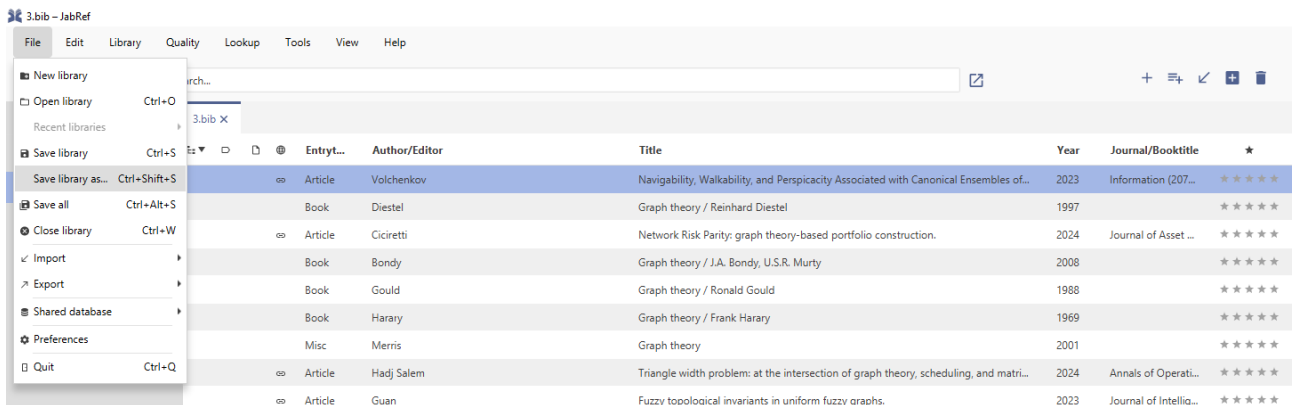 3.bib – JabRef
File Edit Library Quality Lookup Tools View Help
New library
rch...
Open library Ctrl+O
Recent libraries
3.bib
Save library Ctrl+S
Entryt... Author/Editor Title Year Journal/Booktitle
Save library as... Ctrl+Shift+S
Article Volchenkov Navigability, Walkability, and Perspicacity Associated with Canonical Ensembles of... 2023 Information (207...
Save all Ctrl+Alt+S
Book Diestel Graph theory / Reinhard Diestel 1997
Close library Ctrl+W
Article Ciciretti Network Risk Parity: graph theory-based portfolio construction. 2024 Journal of Asset ...
Import
Book Bondy Graph theory / J.A. Bondy, U.S.R. Murty 2008
Export
Book Gould Graph theory / Ronald Gould 1988
Shared database
Book Harary Graph theory / Frank Harary 1969
Preferences
Misc Merris Graph theory 2001
Quit Ctrl+Q
Article Hadj Salem Triangle width problem: at the intersection of graph theory, scheduling, and matri... 2024 Annals of Operati...
Article Guan Fuzzy topological invariants in uniform fuzzy graphs. 2023 Journal of Intellig...